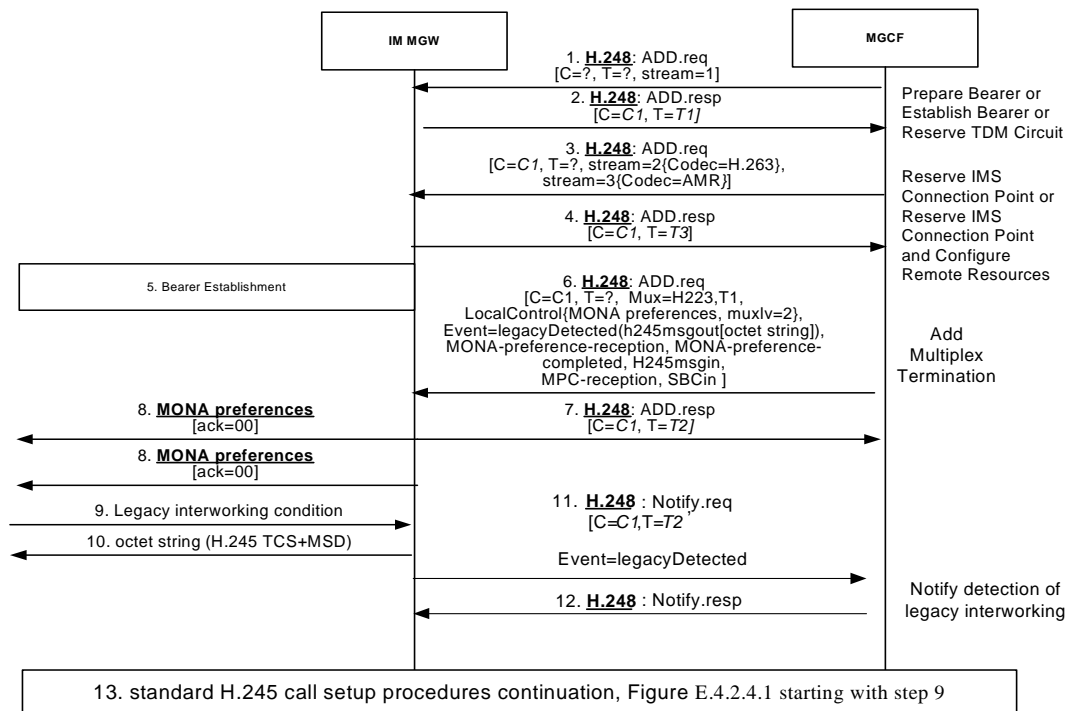 IM MGW
MGCF
1. H.248: ADD.req
[C=?, T=?, stream=1]
2. H.248: ADD.resp
[C=C1, T=T1]
Prepare Bearer or
Establish Bearer or
Reserve TDM Circuit
3. H.248: ADD.req
[C=C1, T=?, stream=2{Codec=H.263},
stream=3{Codec=AMR}]
4. H.248: ADD.resp
[C=C1, T=T3]
Reserve IMS
Connection Point or
Reserve IMS
Connection Point
and Configure
Remote Resources
5. Bearer Establishment
6. H.248: ADD.req
[C=C1, T=?, Mux=H223,T1,
LocalControl{MONA preferences, muxlv=2},
Event=legacyDetected(h245msgout[octet string]),
MONA-preference-reception, MONA-preference-
completed, H245msgin,
MPC-reception, SBCin ]
Add
Multiplex
Termination
8. MONA preferences
[ack=00]
7. H.248: ADD.resp
[C=C1, T=T2]
8. MONA preferences
[ack=00]
9. Legacy interworking condition
10. octet string (H.245 TCS+MSD)
11. H.248 : Notify.req
[C=C1,T=T2 ,
Event=legacyDetected
12. H.248 : Notify.resp
Notify detection of
legacy interworking
13. standard H.245 call setup procedures continuation, Figure E.4.2.4.1 starting with step 9